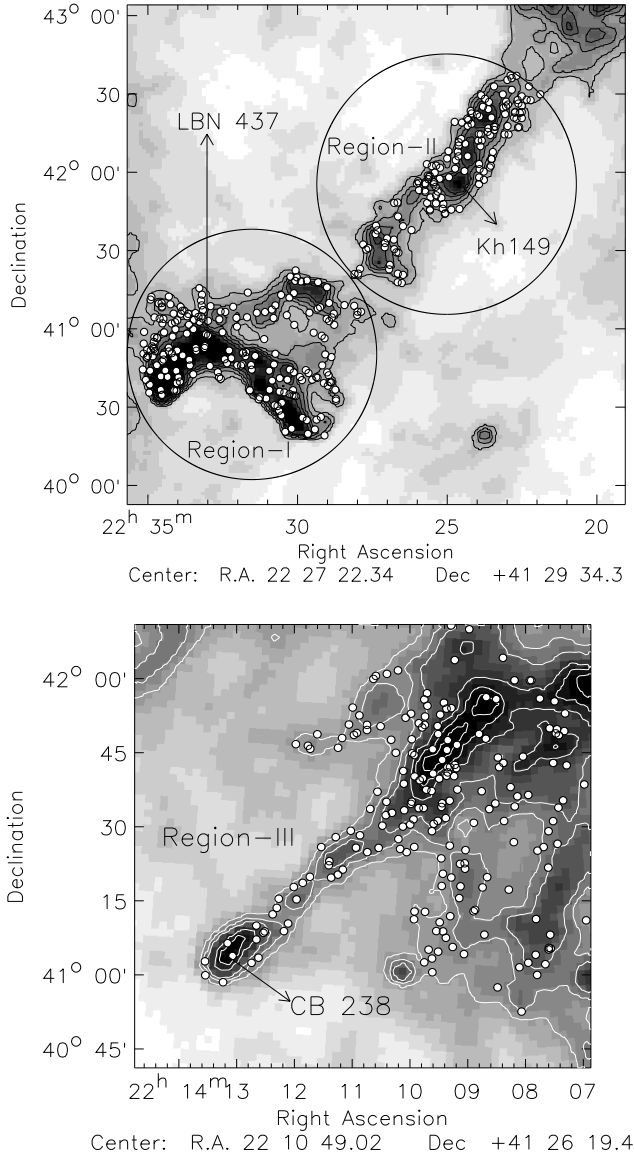 43° 00'
30
LBN 437
Region-II
42° 00'
Declination
30
Kh149
41° 00'
30
Region-I
40° 00'
22h 35m 30 25 20
Right Ascension
Center: R.A. 22 27 22.34 Dec +41 29 34.3
42° 00'
45
Declination
30
Region-III
15
41° 00'
CB 238
40° 45'
22h 14m 13 12 11 10 09 08 07
Right Ascension
Center: R.A. 22 10 49.02 Dec +41 26 19.4